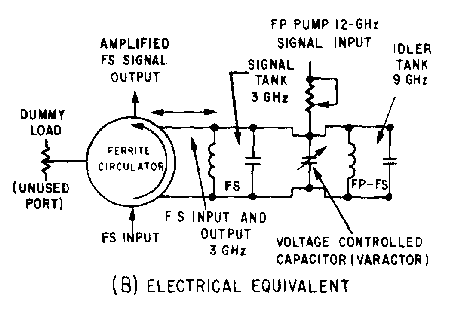 FP PUMP 12-GHz
SIGNAL INPUT
AMPLIFIED
FS SIGNAL
OUTPUT
SIGNAL
TANK
3 GHz
IDLER
TANK
9 GHz
DUMMY
LOAD
(UNUSED
PORT)
FERRITE
CIRCULATOR
FS
FP-FS
FS INPUT
FS INPUT AND
OUTPUT
3 GHz
VOLTAGE CONTROLLED
CAPACITOR (VARACTOR)
(B) ELECTRICAL EQUIVALENT